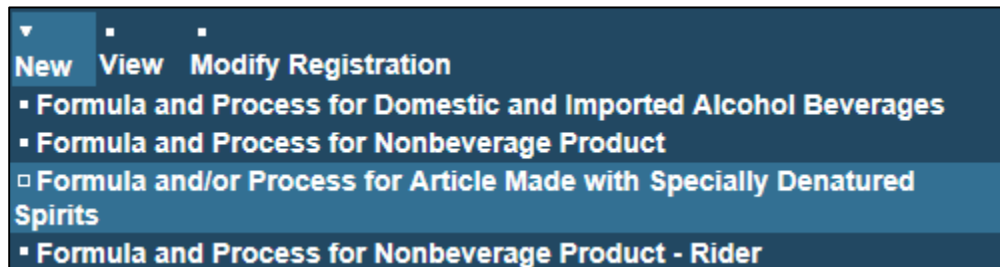 New View Modify Registration
Formula and Process for Domestic and Imported Alcohol Beverages
Formula and Process for Nonbeverage Product
Formula and/or Process for Article Made with Specially Denatured
Spirits
Formula and Process for Nonbeverage Product - Rider